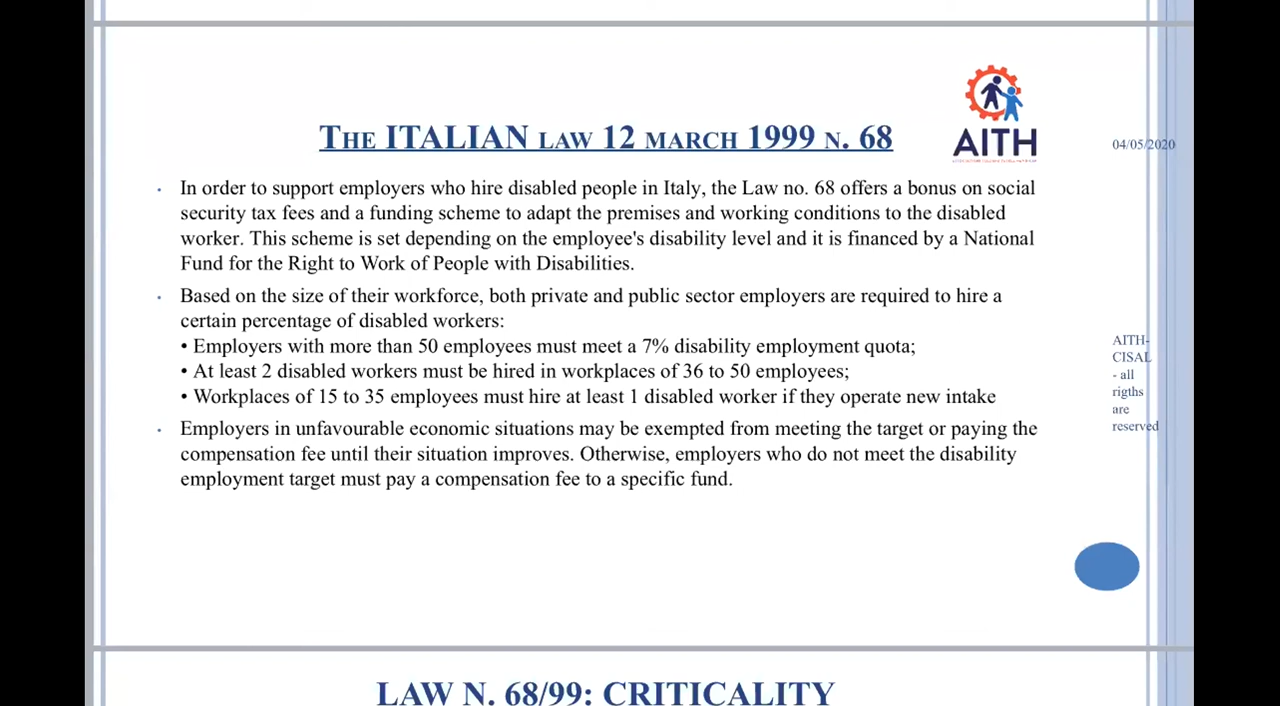 THE ITALIAN LAW 12 MARCH 1999 N. 68
AITH
04/05/2020
• In order to support employers who hire disabled people in Italy, the Law no. 68 offers a bonus on social
security tax fees and a funding scheme to adapt the premises and working conditions to the disabled
worker. This scheme is set depending on the employee's disability level and it is financed by a National
Fund for the Right to Work of People with Disabilities.
• Based on the size of their workforce, both private and public sector employers are required to hire a
certain percentage of disabled workers:
• Employers with more than 50 employees must meet a 7% disability employment quota;
• At least 2 disabled workers must be hired in workplaces of 36 to 50 employees;
• Workplaces of 15 to 35 employees must hire at least 1 disabled worker if they operate new intake
• Employers in unfavourable economic situations may be exempted from meeting the target or paying the
compensation fee until their situation improves. Otherwise, employers who do not meet the disability
employment target must pay a compensation fee to a specific fund.
AITH-
CISAL
- all
rigths
are
reserved
LAW N. 68/99: CRITICALITY